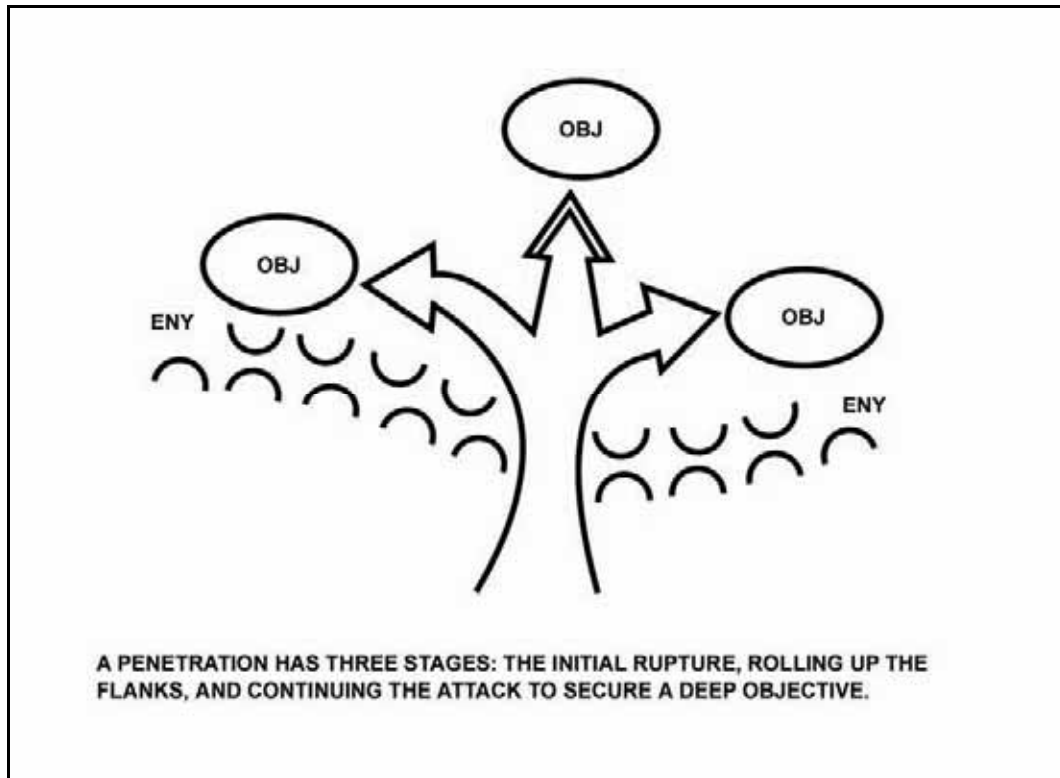 OBJ
OBJ
OBJ
ENY
ENY
A PENETRATION HAS THREE STAGES: THE INITIAL RUPTURE, ROLLING UP THE
FLANKS, AND CONTINUING THE ATTACK TO SECURE A DEEP OBJECTIVE.